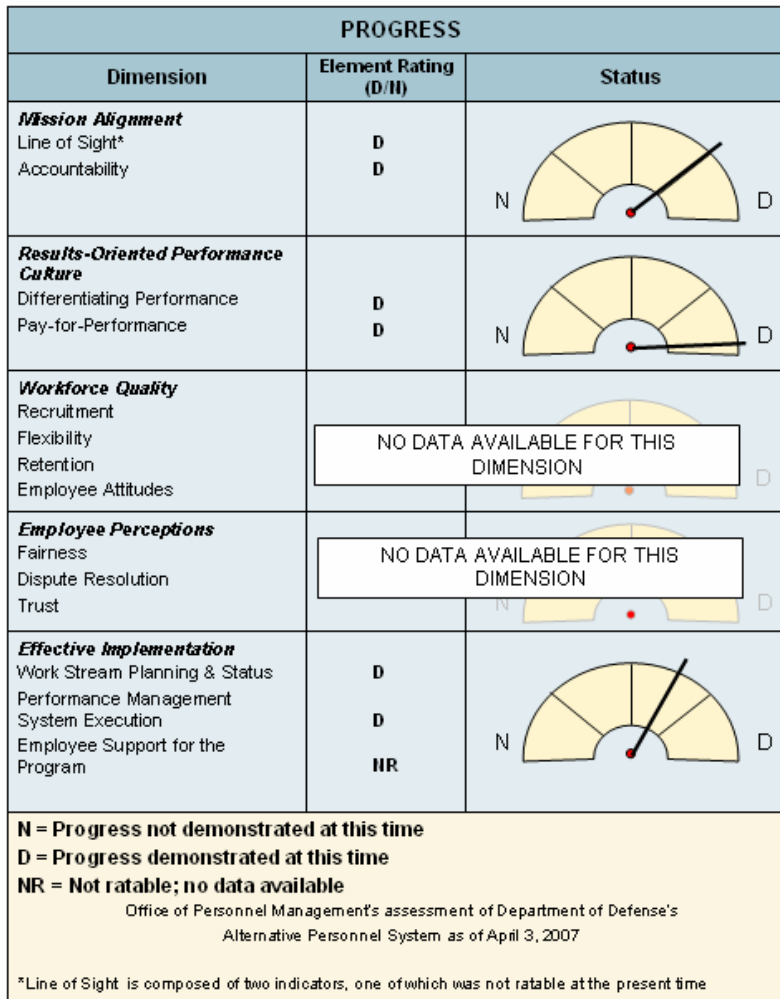 PROGRESS
Dimension
Element Rating
(D/N)
Status
Mission Alignment
Line of Sight*
D
Accountability
D
N
D
Results-Oriented Performance
Culture
Differentiating Performance
D
Pay-for-Performance
D
N
D
Workforce Quality
Recruitment
Flexibility
Retention
Employee Attitudes
NO DATA AVAILABLE FOR THIS
DIMENSION
D
Employee Perceptions
Fairness
Dispute Resolution
Trust
NO DATA AVAILABLE FOR THIS
DIMENSION
N
D
Effective Implementation
Work Stream Planning & Status
D
Performance Management
System Execution
D
Employee Support for the
Program
NR
N
D
N = Progress not demonstrated at this time
D = Progress demonstrated at this time
NR = Not ratable; no data available
Office of Personnel Management's assessment of Department of Defense's
Alternative Personnel System as of April 3, 2007
*Line of Sight is composed of two indicators, one of which was not ratable at the present time